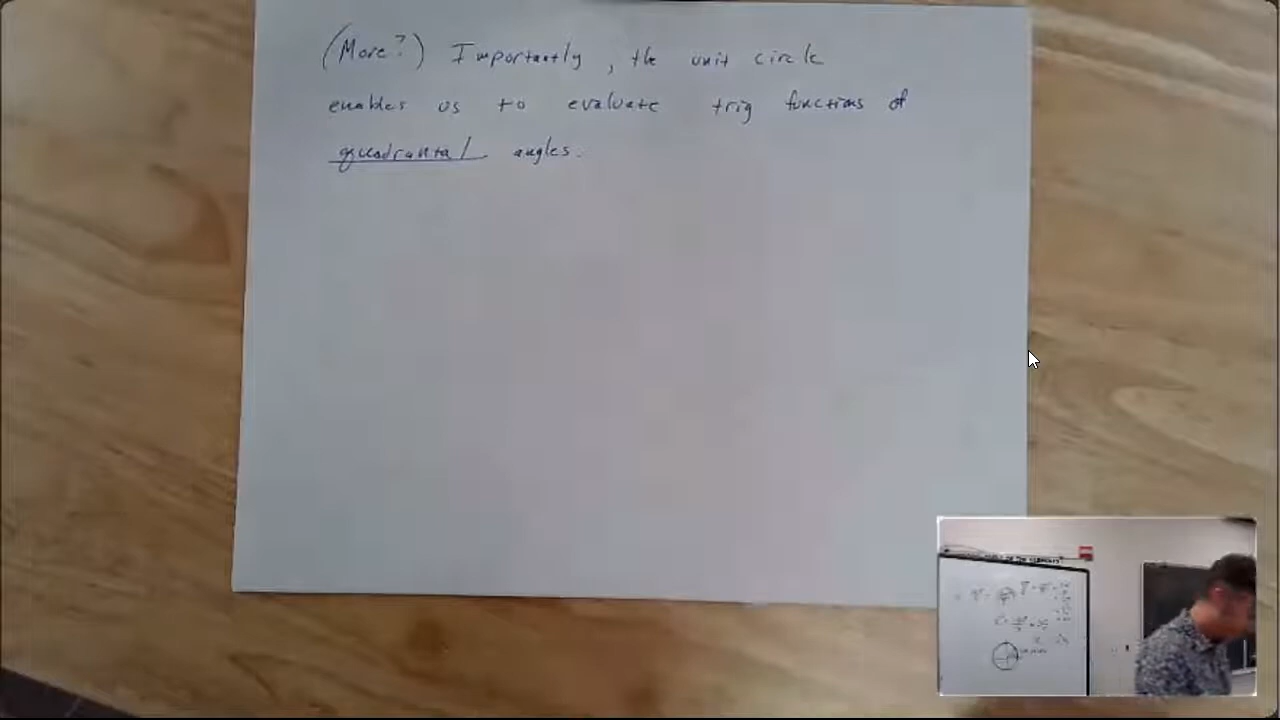 (More?) Importantly, the unit circle
enables us to evaluate trig functions of
quadrantal angles.